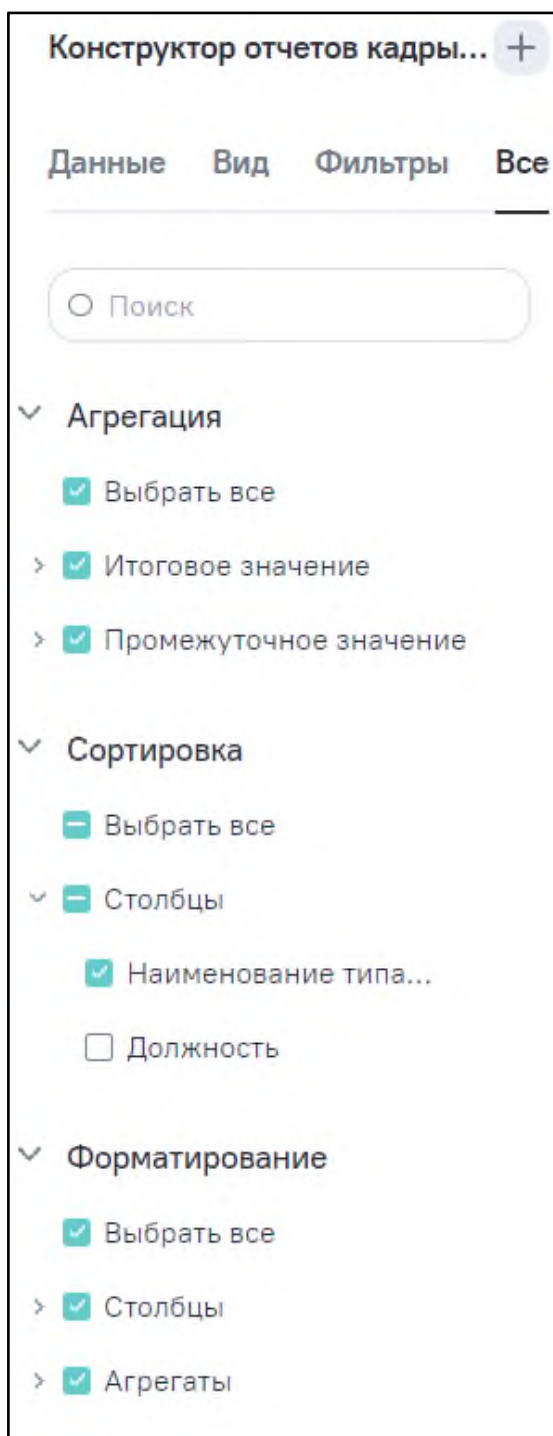 Конструктор отчетов кадры...
Данные Вид Фильтры Все
Поиск
Агрегация
Выбрать все
Итоговое значение
Промежуточное значение
Сортировка
Выбрать все
Столбцы
Наименование типа...
Должность
Форматирование
Выбрать все
Столбцы
Агрегаты